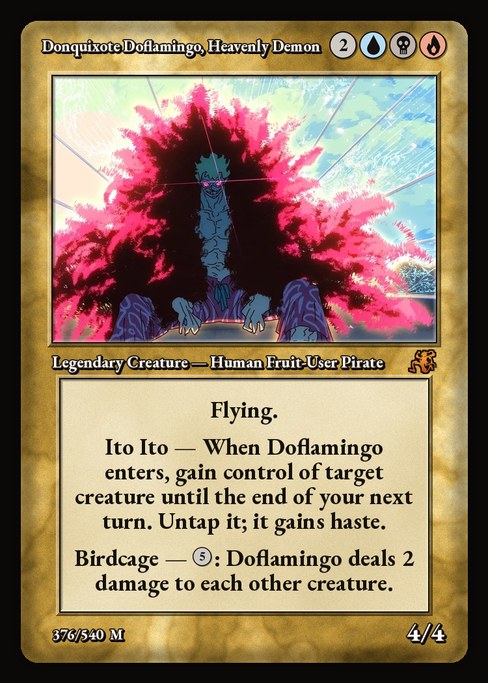 Donquixote Doflamingo, Heavenly Demon 2
Legendary Creature — Human Fruit-User Pirate
Flying.
Ito Ito — When Doflamingo
enters, gain control of target
creature until the end of your next
turn. Untap it; it gains haste.
Birdcage — 5: Doflamingo deals 2
damage to each other creature.
376/540 M 4/4